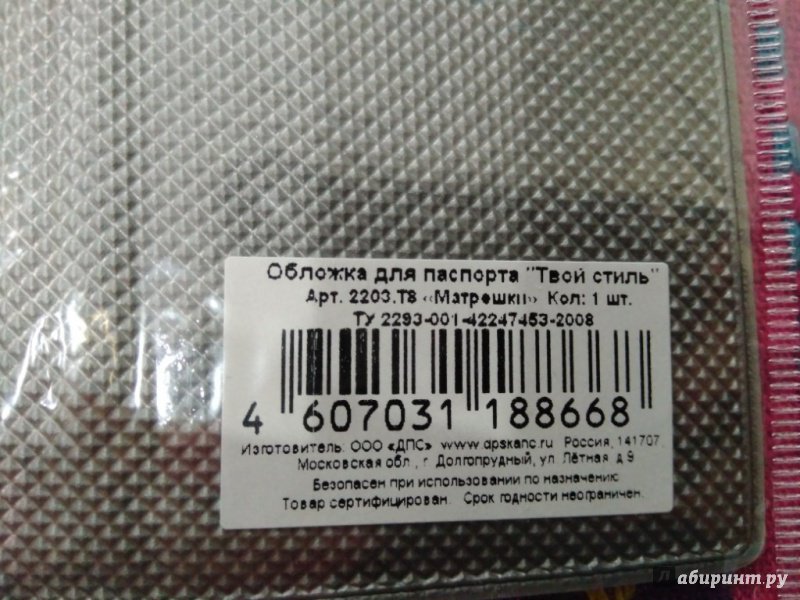 Обложка для паспорта "Твой стиль"
Арт. 2203.Т8 «Матрешки» Кол: 1 шт.
ТУ 2293-001-42247453-2008
4 607031 188668
Изготовитель: ООО «ДПС» www.apskanc.ru Россия, 141707,
Московская обл., г. Долгопрудный, ул. Лётная д.9
Безопасен при использовании по назначению
Товар сертифицирован. Срок годности неограничен.
абиринт.ру